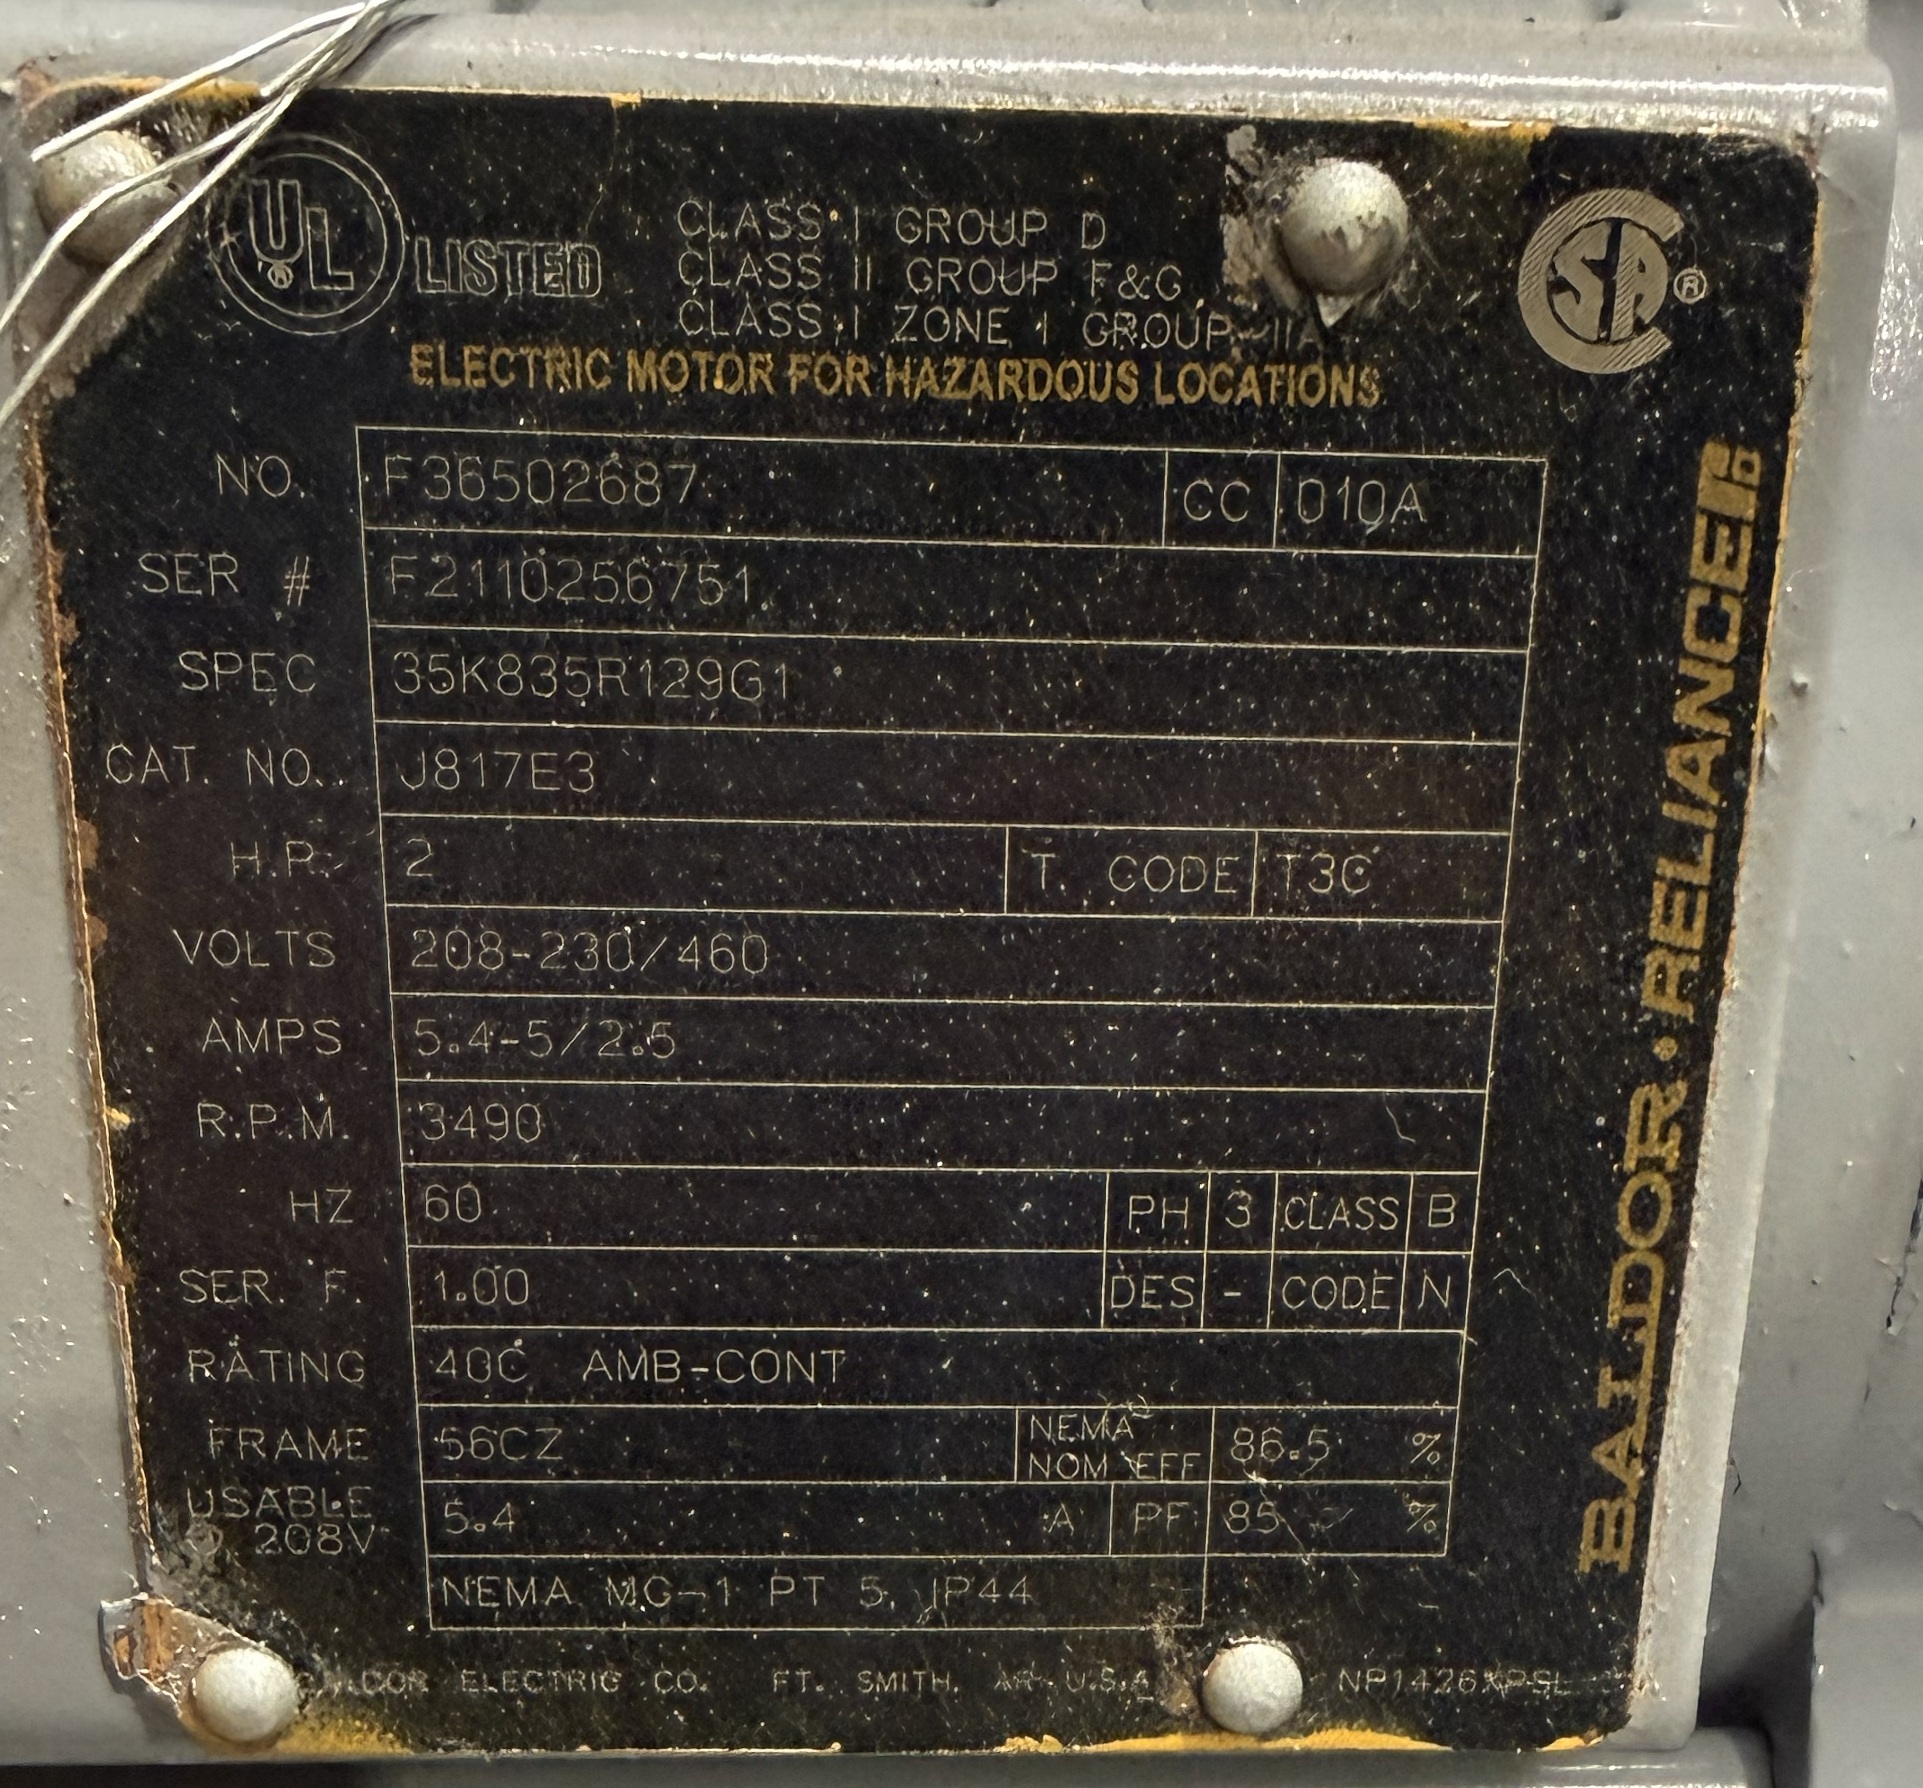 UL® LISTED
CLASS I GROUP D
CLASS II GROUP F&G
CLASS I ZONE I GROUP IIA
CSA ®
ELECTRIC MOTOR FOR HAZARDOUS LOCATIONS
NO. F36502687 CC 010A
SER # F2110256751
SPEC 35K835R129G1
CAT. NO. J817E3
H.P. 2 T. CODE T3C
VOLTS 208-230/460
AMPS 5.4-5/2.5
R.P.M. 3490
HZ 60 PH 3 CLASS B
SER. F. 1.00 DES - CODE N
RATING 40C AMB-CONT
FRAME 56CZ NEMA NOM EFF 86.5 %
USABLE @ 208V 5.4 A PF 85 %
NEMA MG-1 PT 5, IP44
ELECTRIC CO. FT. SMITH, AR U.S.A
BALDOR·RELIANCE